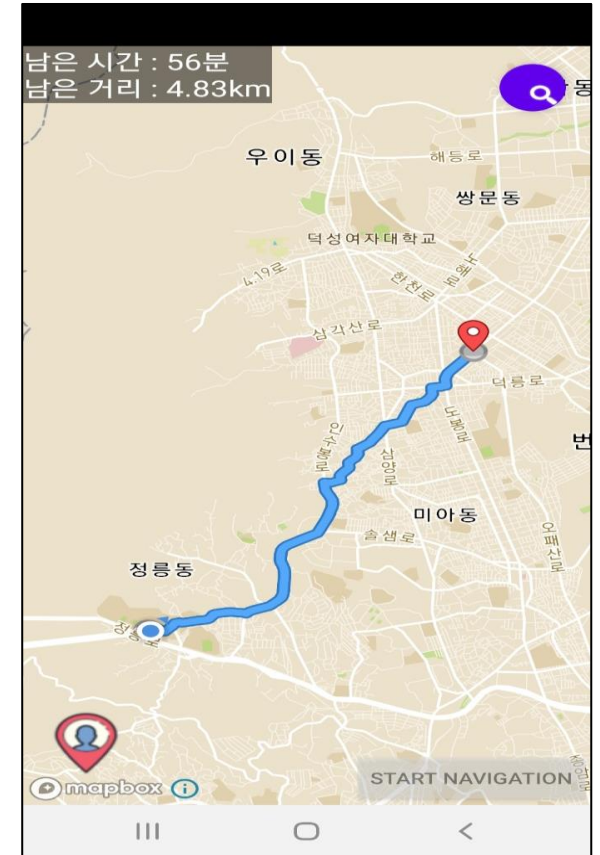 남은 시간 : 56분
남은 거리 : 4.83km
동
우이동
해등로
쌍문동
덕성여자대학교
노해로
4.19로
한천로
삼각산로
덕릉로
도봉로
인수봉로
삼양로
번
미아동
솔샘로
오패산로
정릉동
정릉로
mapbox
START NAVIGATION